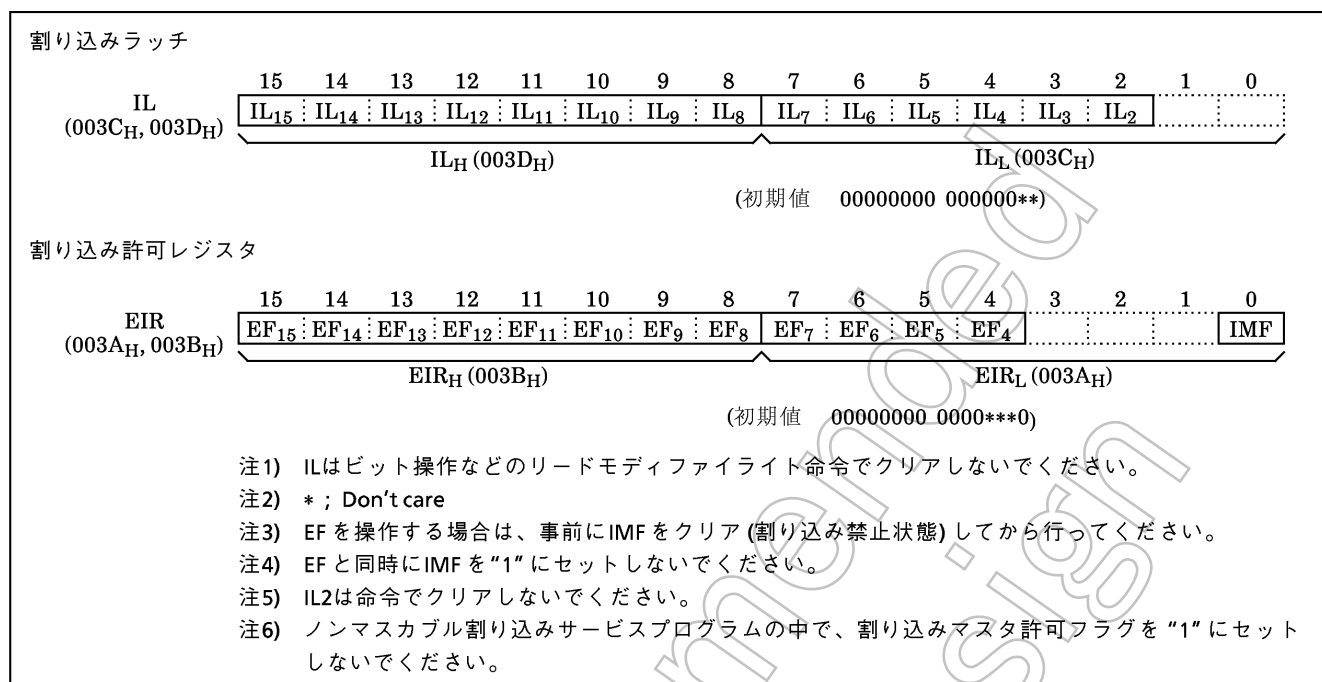 割り込みラッチ
15 14 13 12 11 10 9 8 7 6 5 4 3 2 1 0
IL
(003CH, 003DH)
IL15 IL14 IL13 IL12 IL11 IL10 IL9 IL8 IL7 IL6 IL5 IL4 IL3 IL2
ILH (003DH) ILL (003CH)
(初期値 00000000 000000**)
割り込み許可レジスタ
15 14 13 12 11 10 9 8 7 6 5 4 3 2 1 0
EIR
(003AH, 003BH)
EF15 EF14 EF13 EF12 EF11 EF10 EF9 EF8 EF7 EF6 EF5 EF4 IMF
EIRH (003BH) EIRL (003AH)
(初期値 00000000 0000***0)
注1) ILはビット操作などのリードモディファイライト命令でクリアしないでください。
注2) * ; Don't care
注3) EF を操作する場合は、事前にIMF をクリア (割り込み禁止状態) してから行ってください。
注4) EF と同時にIMF を“1” にセットしないでください。
注5) IL2は命令でクリアしないでください。
注6) ノンマスカブル割り込みサービスプログラムの中で、割り込みマスタ許可フラグを “1” にセット
しないでください。
mended
sign